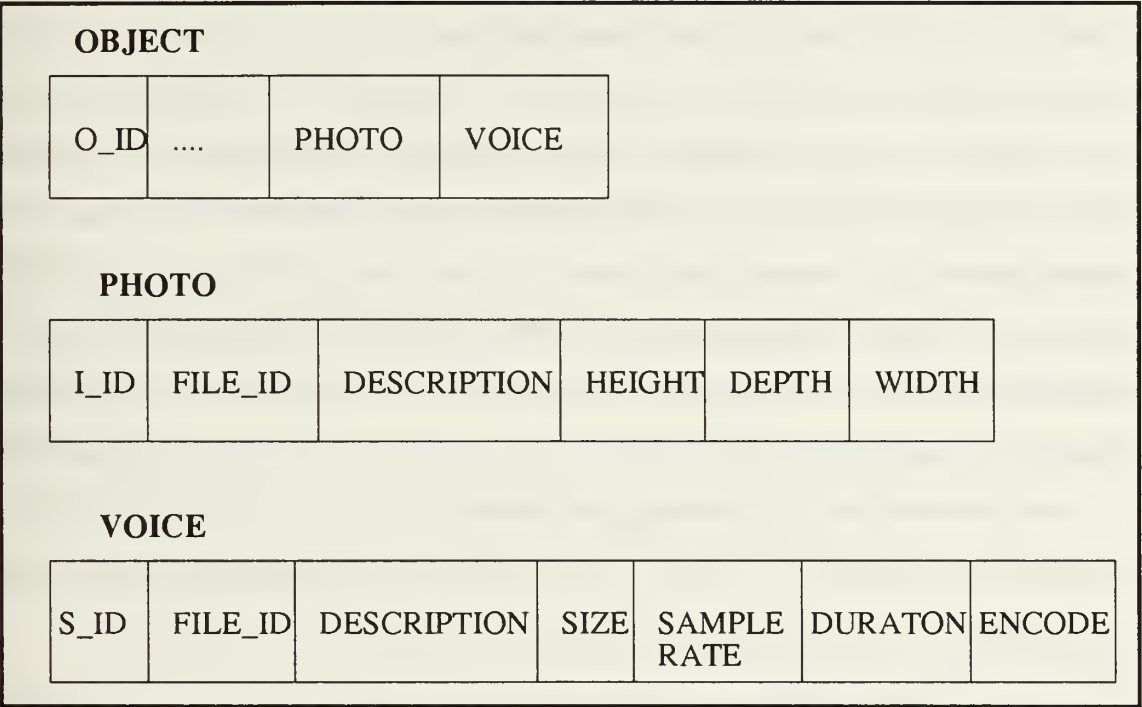 OBJECT
O_ID .... PHOTO VOICE
PHOTO
I_ID FILE_ID DESCRIPTION HEIGHT DEPTH WIDTH
VOICE
S_ID FILE_ID DESCRIPTION SIZE SAMPLE RATE DURATON ENCODE